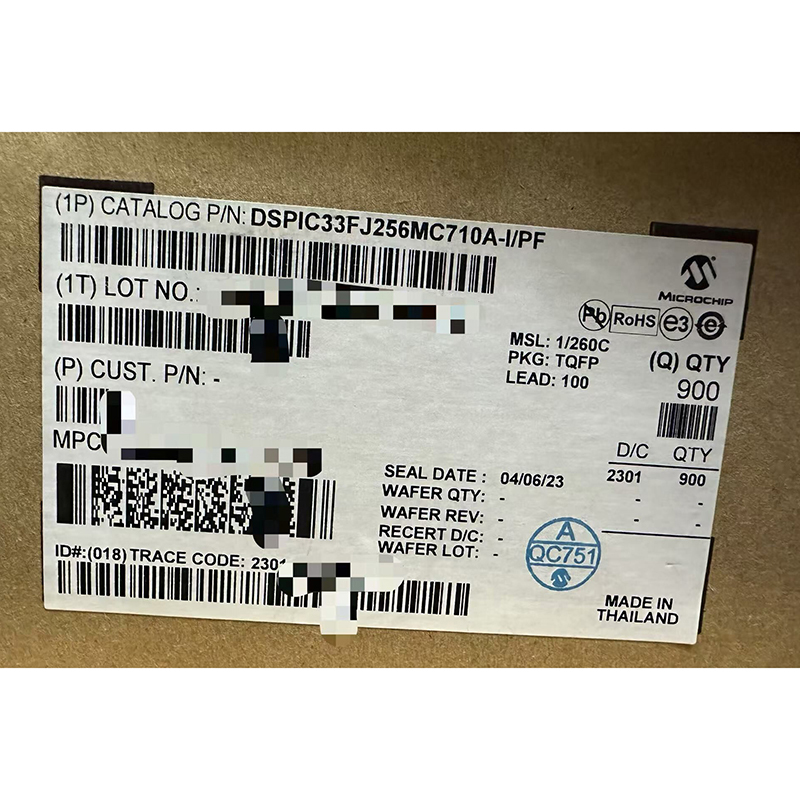 (1P) CATALOG P/N: DSPIC33FJ256MC710A-I/PF
MICROCHIP
(1T) LOT NO.:
Pb RoHS e3 e
MSL: 1/260C
PKG: TQFP
LEAD: 100
(Q) QTY
900
(P) CUST. P/N: -
MPC
D/C QTY
2301 900
- -
- -
SEAL DATE : 04/06/23
WAFER QTY: -
WAFER REV: -
RECERT D/C: -
WAFER LOT: -
A
QC751
ID#:(018) TRACE CODE: 2301
MADE IN
THAILAND